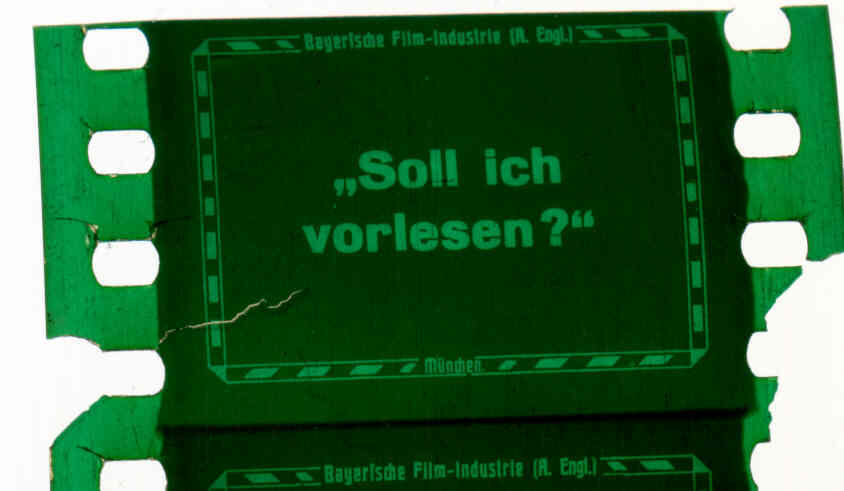 Bayerische Film-Industrie (A. Engl.)
„Soll ich
vorlesen?“
München.
Bayerische Film-Industrie (A. Engl.)